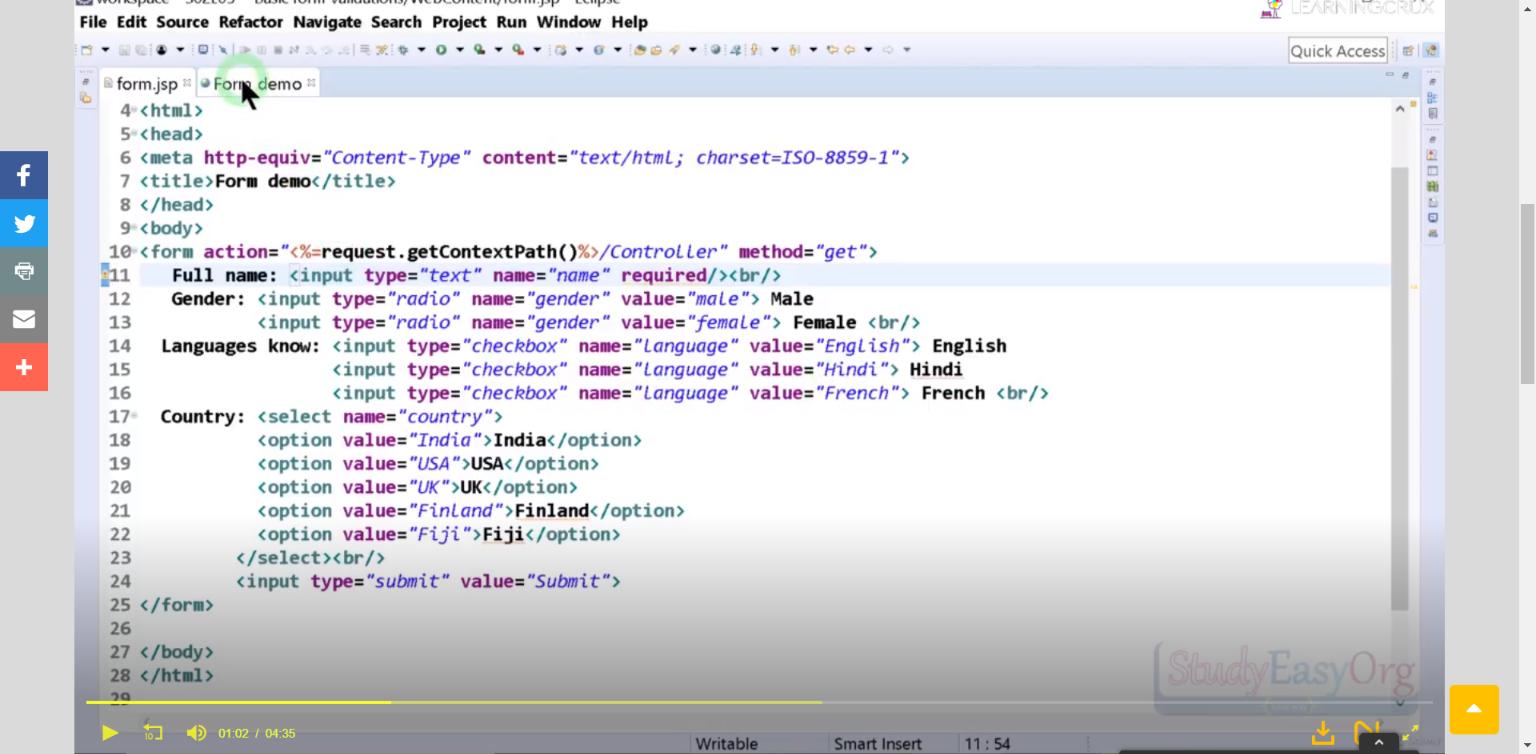 workspace - S02L05 - Basic form validations/WebContent/form.jsp - Eclipse
LEARNINGCRUX
File Edit Source Refactor Navigate Search Project Run Window Help
Quick Access
form.jsp Form demo
4 <html>
5 <head>
6 <meta http-equiv="Content-Type" content="text/html; charset=ISO-8859-1">
7 <title>Form demo</title>
8 </head>
9 <body>
10 <form action="<%=request.getContextPath()%>/Controller" method="get">
11 Full name: <input type="text" name="name" required/><br/>
12 Gender: <input type="radio" name="gender" value="male"> Male
13 <input type="radio" name="gender" value="female"> Female <br/>
14 Languages know: <input type="checkbox" name="language" value="English"> English
15 <input type="checkbox" name="language" value="Hindi"> Hindi
16 <input type="checkbox" name="language" value="French"> French <br/>
17 Country: <select name="country">
18 <option value="India">India</option>
19 <option value="USA">USA</option>
20 <option value="UK">UK</option>
21 <option value="Finland">Finland</option>
22 <option value="Fiji">Fiji</option>
23 </select><br/>
24 <input type="submit" value="Submit">
25 </form>
26
27 </body>
28 </html>
29
StudyEasyOrg
10 01:02 / 04:35
Writable Smart Insert 11 : 54